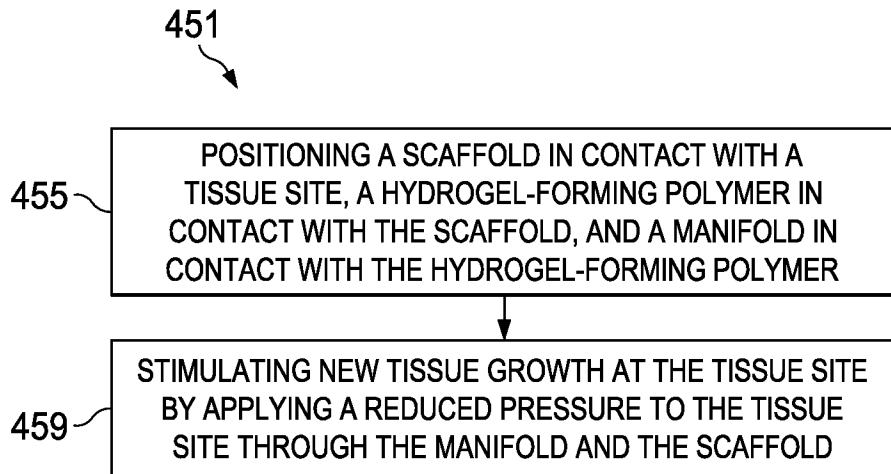 451
455
POSITIONING A SCAFFOLD IN CONTACT WITH A
TISSUE SITE, A HYDROGEL-FORMING POLYMER IN
CONTACT WITH THE SCAFFOLD, AND A MANIFOLD IN
CONTACT WITH THE HYDROGEL-FORMING POLYMER
459
STIMULATING NEW TISSUE GROWTH AT THE TISSUE SITE
BY APPLYING A REDUCED PRESSURE TO THE TISSUE
SITE THROUGH THE MANIFOLD AND THE SCAFFOLD